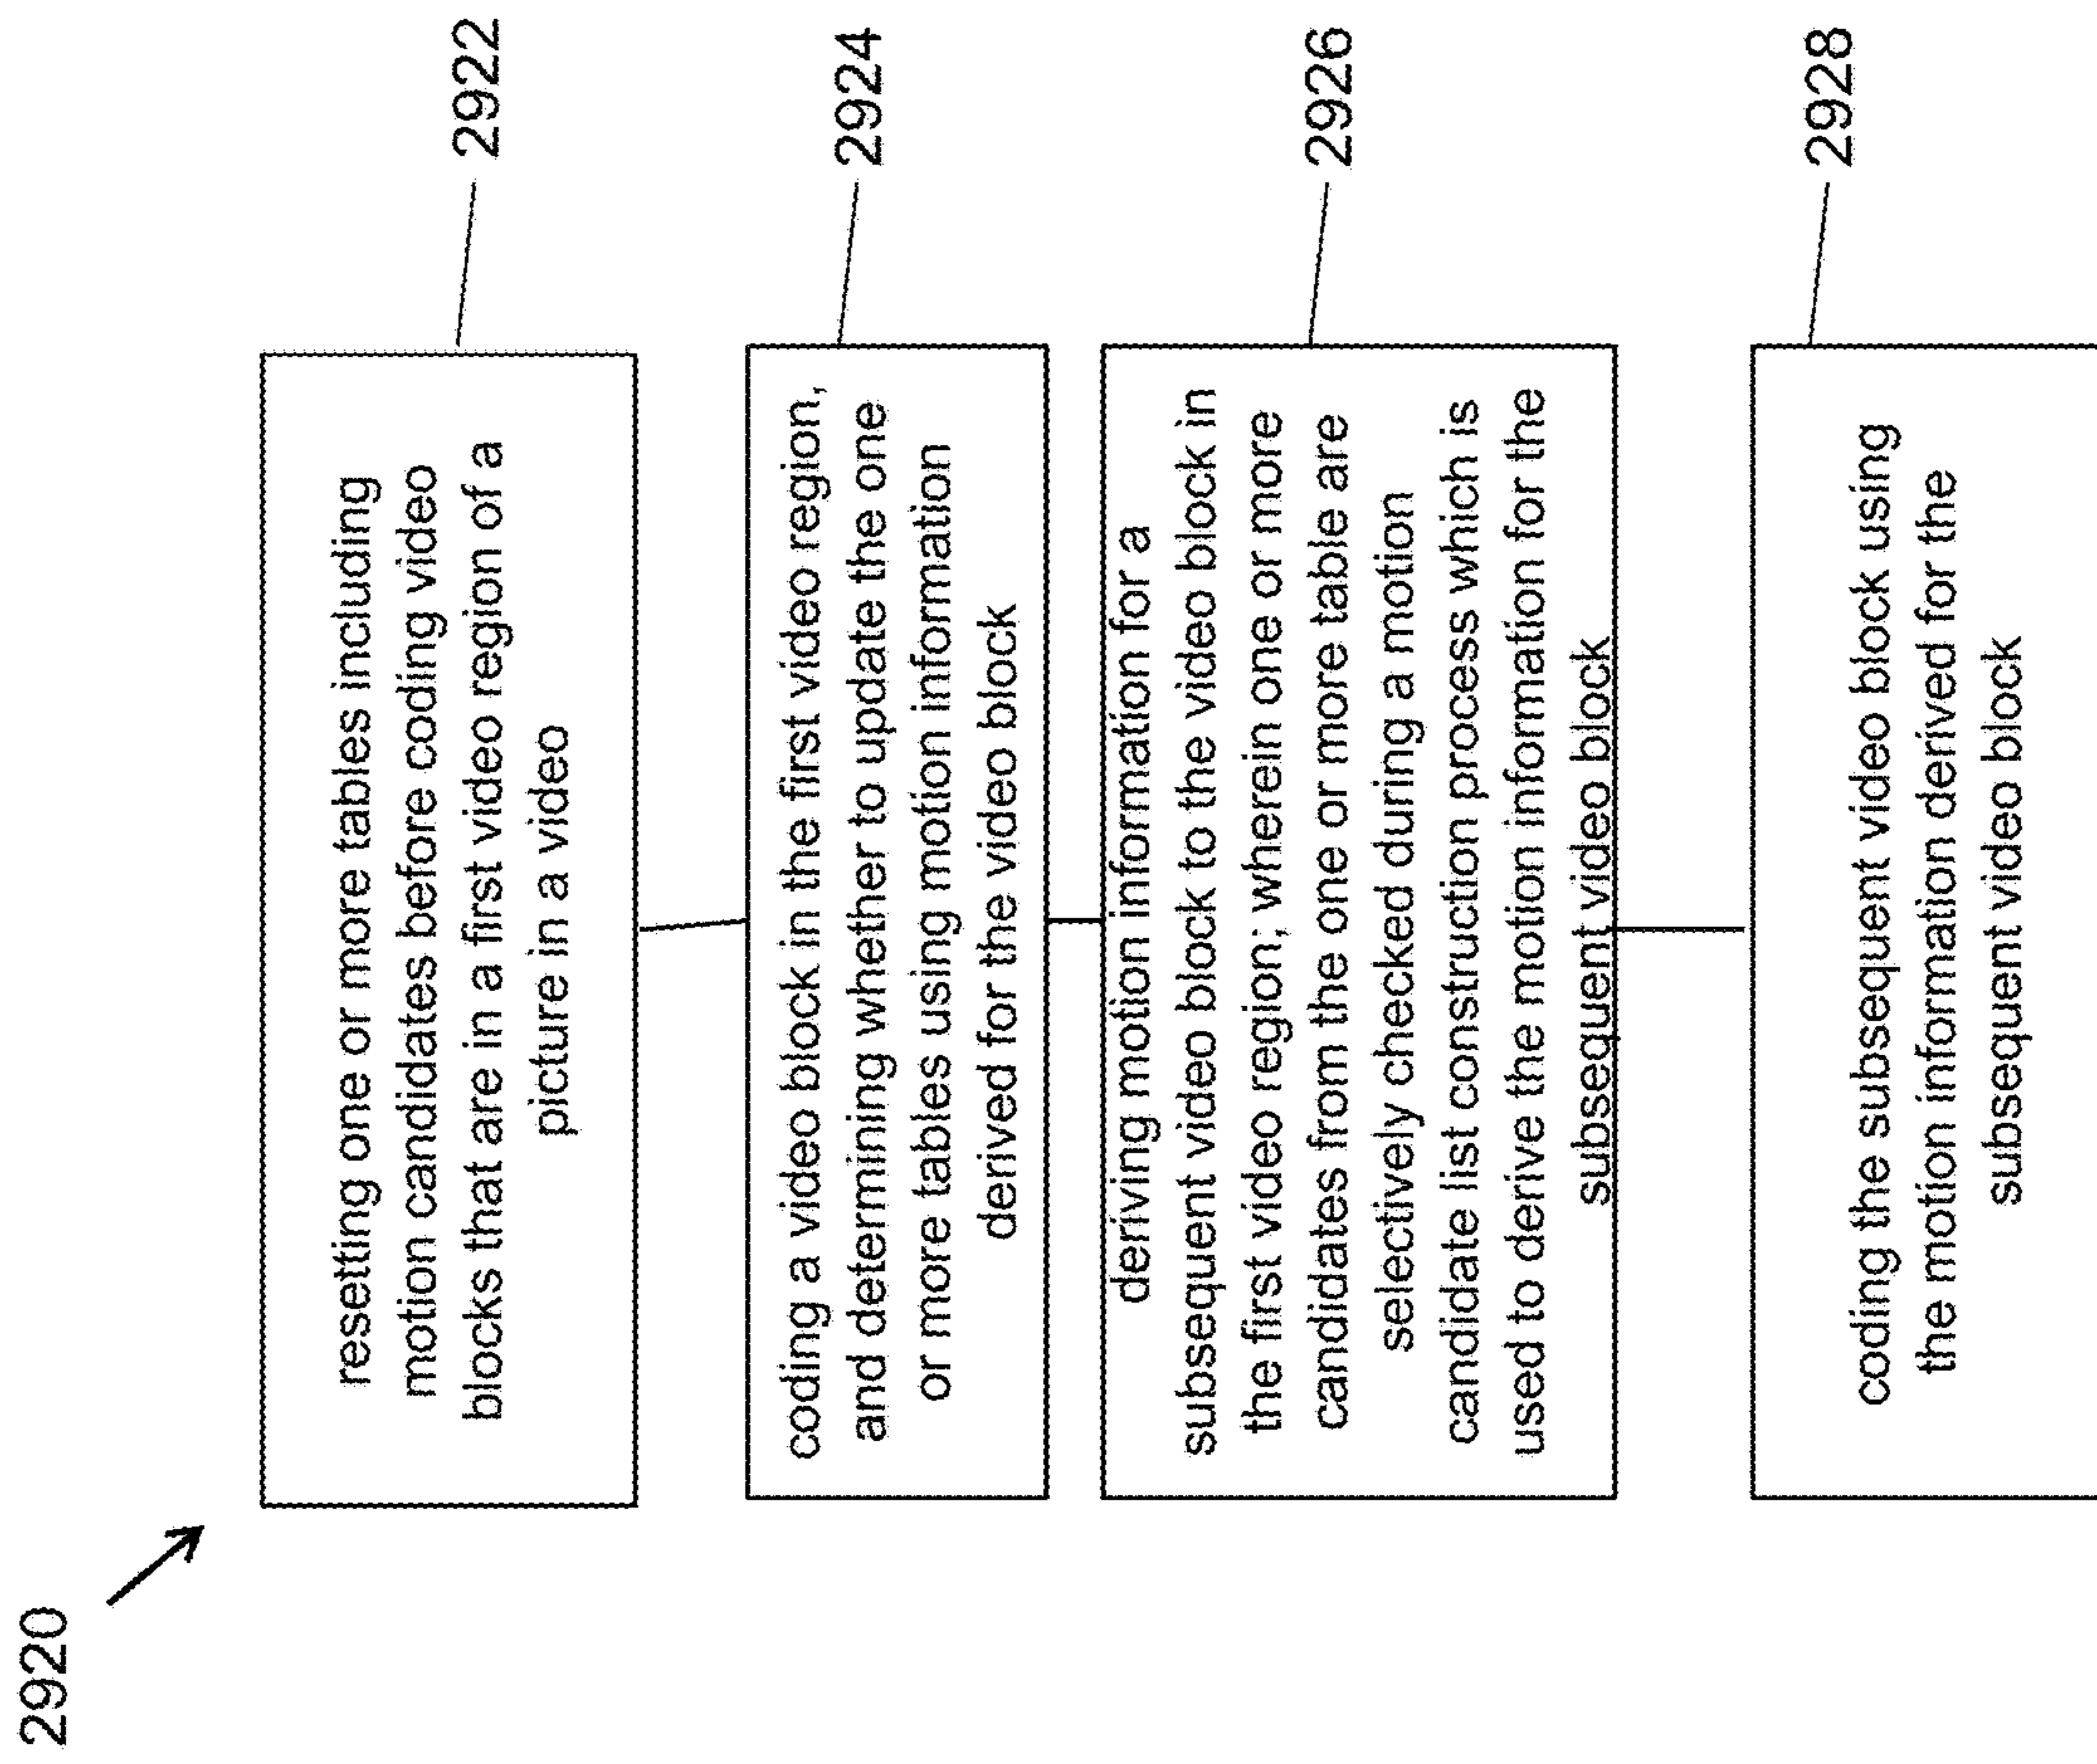 2920
resetting one or more tables including
motion candidates before coding video
blocks that are in a first video region of a
picture in a video
2922
coding a video block in the first video region,
and determining whether to update the one
or more tables using motion information
derived for the video block
2924
deriving motion information for a
subsequent video block to the video block in
the first video region; wherein one or more
candidates from the one or more table are
selectively checked during a motion
candidate list construction process which is
used to derive the motion information for the
subsequent video block
2926
coding the subsequent video block using
the motion information derived for the
subsequent video block
2928